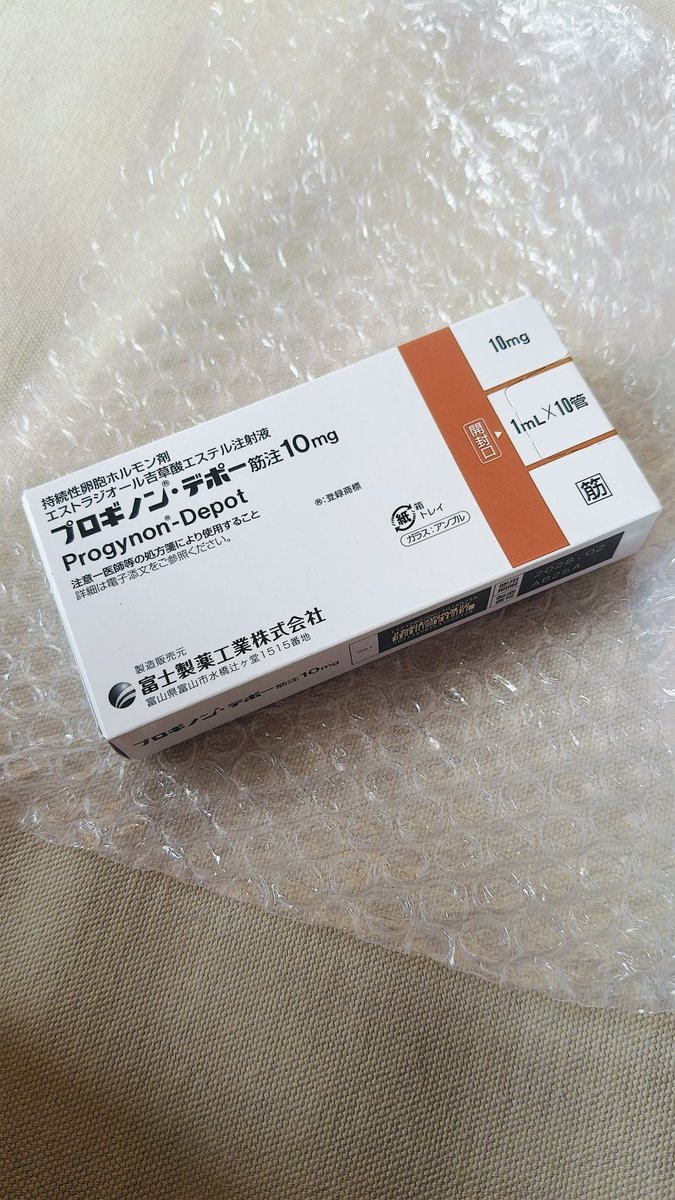 持続性卵胞ホルモン剤
エストラジオール吉草酸エステル注射液
プロギノン®・デポー筋注10mg
Progynon®-Depot
®:登録商標
注意−医師等の処方箋により使用すること
詳細は電子添文をご参照ください。
製造販売元
富士製薬工業株式会社
富山県富山市水橋辻ヶ堂1515番地
紙 箱
トレイ
ガラス:アンプル
開封口
10mg
1mL×10管
筋
プロギノン・デポー筋注10mg
2028.02
AB25A